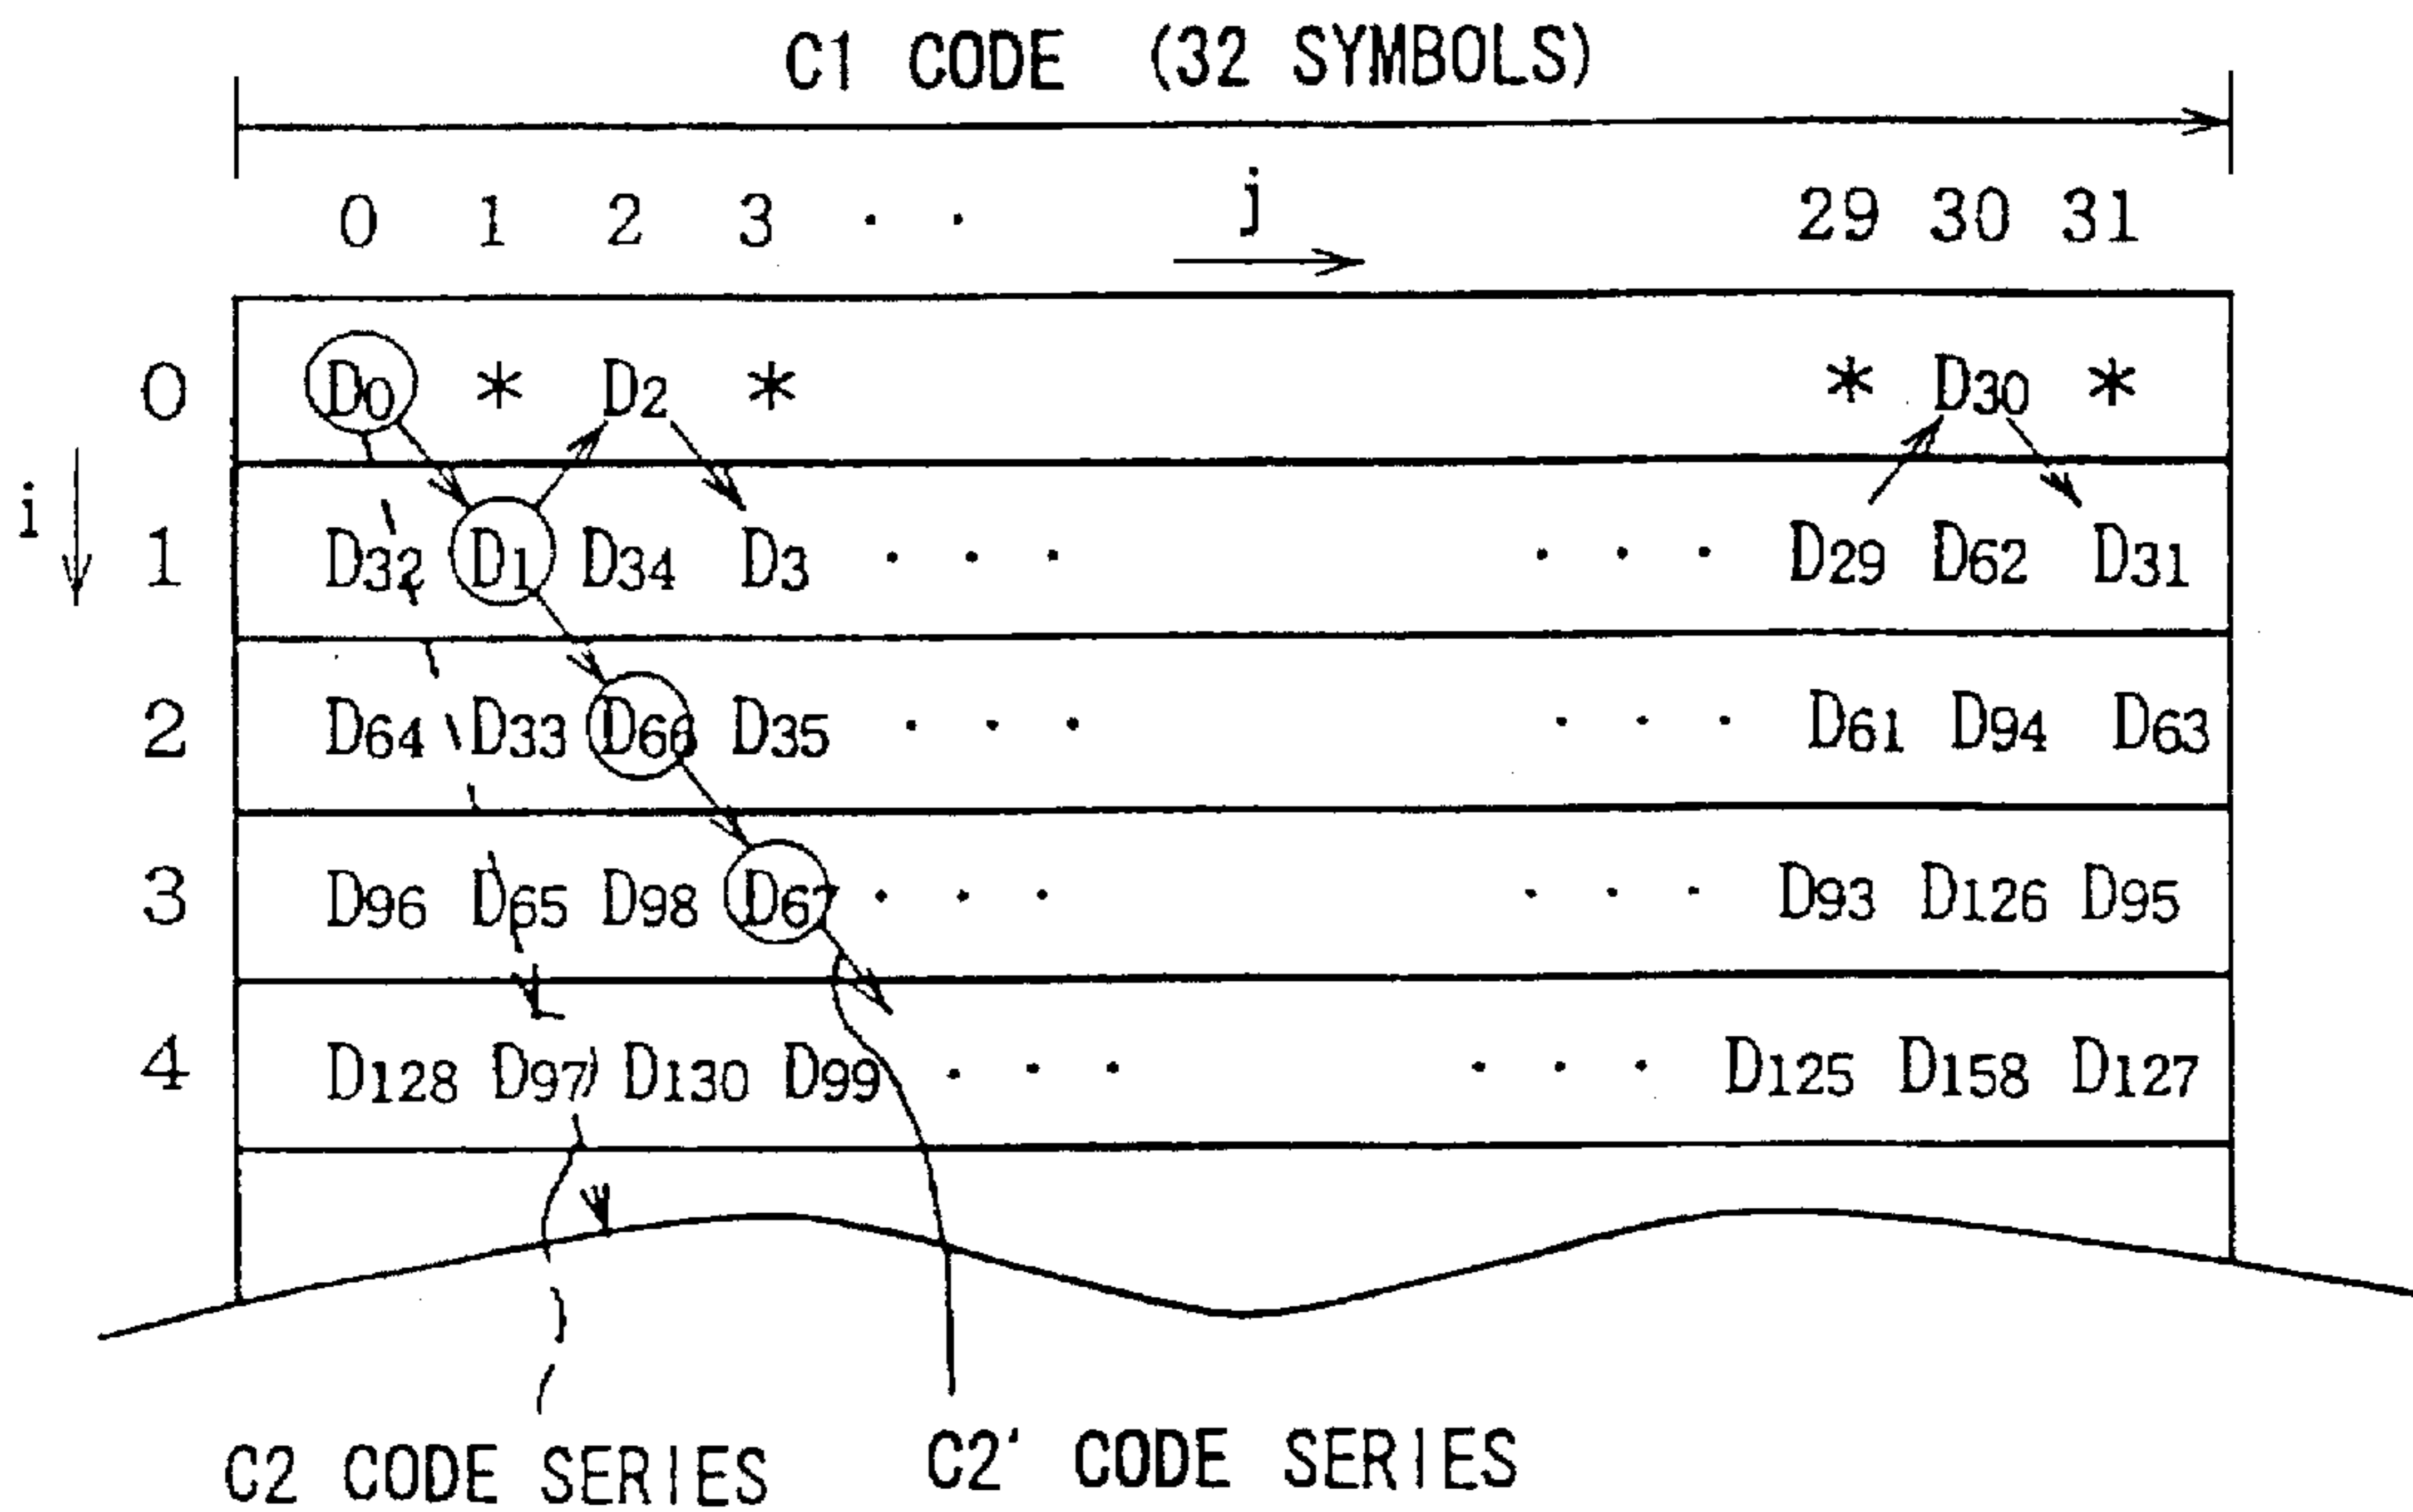 C1 CODE (32 SYMBOLS)
0 1 2 3 · · j 29 30 31
0 D0 * D2 * * D30 *
i
1 D32 D1 D34 D3 · · · · · · D29 D62 D31
2 D64 D33 D66 D35 · · · · · · D61 D94 D63
3 D96 D65 D98 D67 · · · · · · D93 D126 D95
4 D128 D97 D130 D99 · · · · · · D125 D158 D127
C2 CODE SERIES C2' CODE SERIES